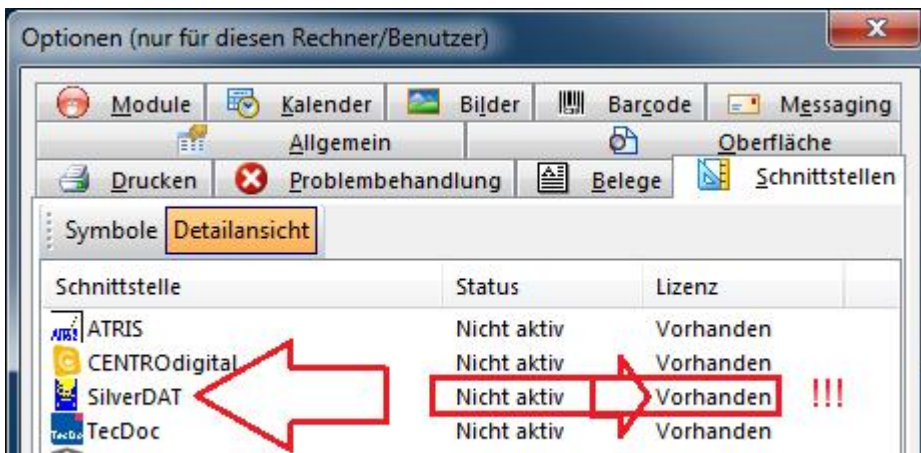 Optionen (nur für diesen Rechner/Benutzer)
Module Kalender Bilder Barcode Messaging
Allgemein Oberfläche
Drucken Problembehandlung Belege Schnittstellen
Symbole Detailansicht
Schnittstelle Status Lizenz
ATRIS Nicht aktiv Vorhanden
CENTROdigital Nicht aktiv Vorhanden
SilverDAT Nicht aktiv Vorhanden !!!
TecDoc Nicht aktiv Vorhanden